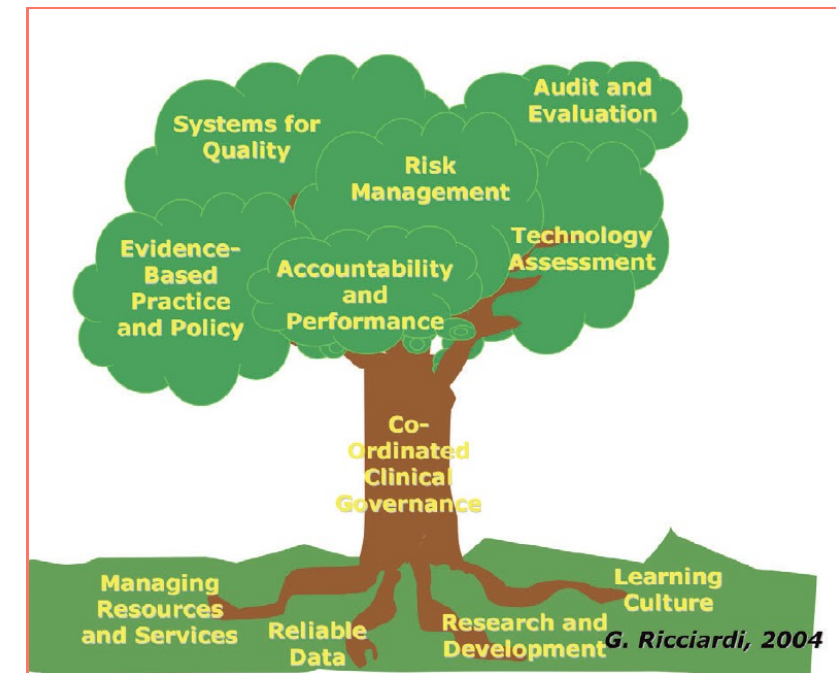 Audit and
Evaluation
Systems for
Quality
Risk
Management
Technology
Assessment
Evidence-
Based
Practice
and Policy
Accountability
and
Performance
Co-
Ordinated
Clinical
Governance
Managing
Resources
and Services
Reliable
Data
Research and
Development
Learning
Culture
G. Ricciardi, 2004